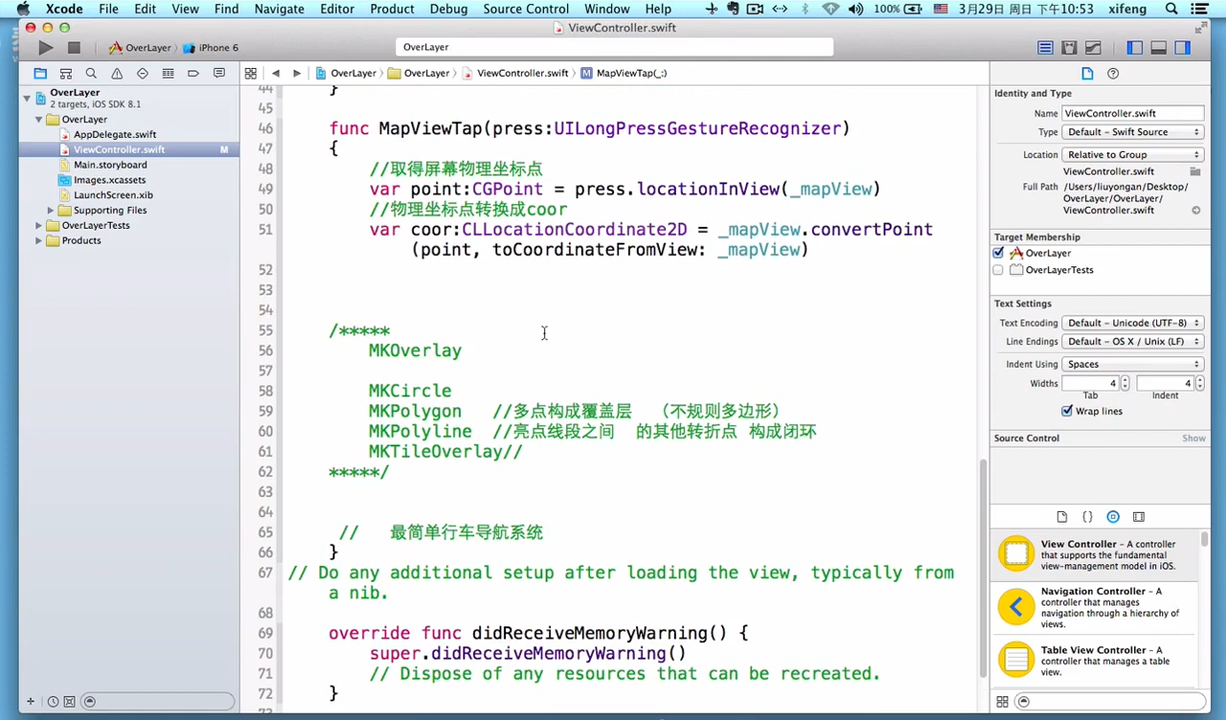 Xcode File Edit View Find Navigate Editor Product Debug Source Control Window Help 100% 3月29日 周日 下午10:53 xifeng
ViewController.swift
OverLayer iPhone 6 OverLayer
OverLayer OverLayer ViewController.swift M MapViewTap(_:)
OverLayer
2 targets, iOS SDK 8.1
OverLayer
AppDelegate.swift
ViewController.swift M
Main.storyboard
Images.xcassets
LaunchScreen.xib
Supporting Files
OverLayerTests
Products
44 }
45
46 func MapViewTap(press:UILongPressGestureRecognizer)
47 {
48 //取得屏幕物理坐标点
49 var point:CGPoint = press.locationInView(_mapView)
50 //物理坐标点转换成coor
51 var coor:CLLocationCoordinate2D = _mapView.convertPoint
(point, toCoordinateFromView: _mapView)
52
53
54
55 /*****
56 MKOverlay
57
58 MKCircle
59 MKPolygon //多点构成覆盖层 （不规则多边形）
60 MKPolyline //亮点线段之间 的其他转折点 构成闭环
61 MKTileOverlay//
62 *****/
63
64
65 // 最简单行车导航系统
66 }
67 // Do any additional setup after loading the view, typically from
a nib.
68
69 override func didReceiveMemoryWarning() {
70 super.didReceiveMemoryWarning()
71 // Dispose of any resources that can be recreated.
72 }
Identity and Type
Name ViewController.swift
Type Default - Swift Source
Location Relative to Group
ViewController.swift
Full Path /Users/liuyongan/Desktop/
OverLayer/OverLayer/
ViewController.swift
Target Membership
OverLayer
OverLayerTests
Text Settings
Text Encoding Default - Unicode (UTF-8)
Line Endings Default - OS X / Unix (LF)
Indent Using Spaces
Widths 4 4
Tab Indent
Wrap lines
Source Control Show
View Controller - A controller
that supports the fundamental
view-management model in iOS.
Navigation Controller - A
controller that manages
navigation through a hierarchy of
views.
Table View Controller - A
controller that manages a table
view.